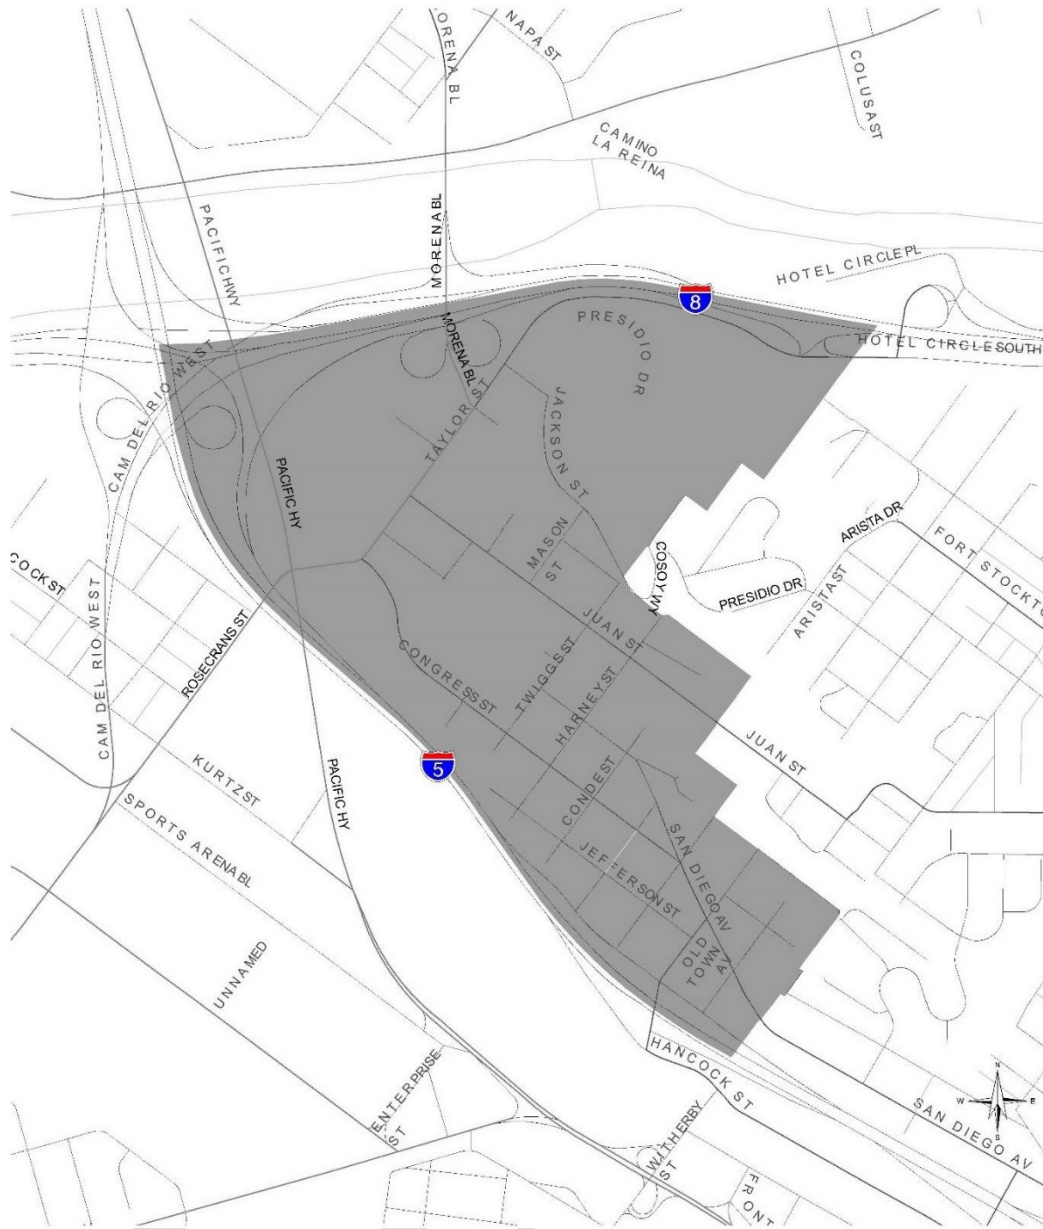 ORENA BL
NAPA ST
COLUSA ST
CAMINO
LA REINA
PACIFIC HWY
MORENA BL
HOTEL CIRCLE PL
8
PRESIDIO DR
MORENA BL
HOTEL CIRCLE SOUTH
CAM DEL RIO WEST
TAYLOR ST
JACKSON ST
PACIFIC HY
MASON
ST
COSOY WY
ARISTA DR
FORT STOCKTO
PRESIDIO DR
ARISTA ST
COCK ST
CAM DEL RIO WEST
ROSECRANS ST
JUAN ST
CONGRESS ST
TWIGGS ST
HARNEY ST
JUAN ST
5
KURTZ ST
PACIFIC HY
CONDE ST
SPORTS ARENA BL
JEFFERSON ST
SAN DIEGO AV
OLD
TOWN
AV
UNNAMED
HANCOCK ST
ENTERPRISE
ST
WITHERBY
ST
FRONT
SAN DIEGO AV
N
W
E
S